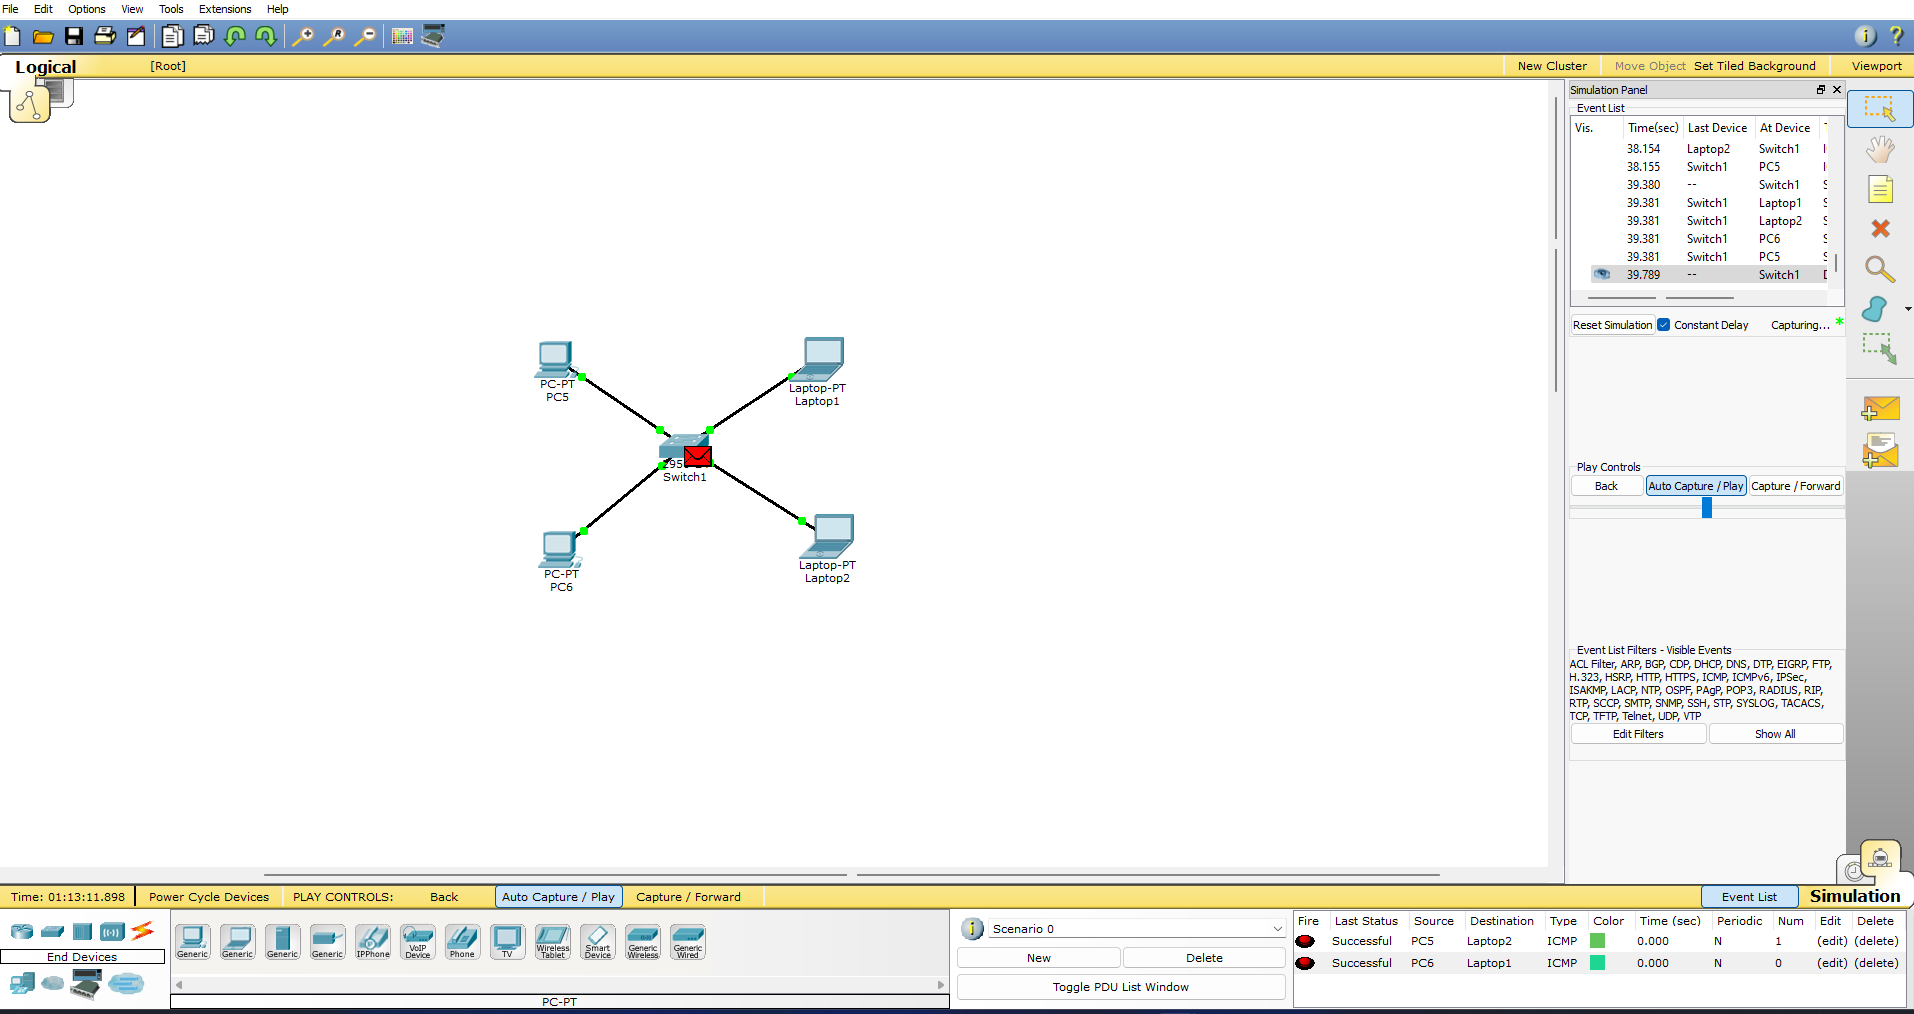 File Edit Options View Tools Extensions Help
Logical [Root] New Cluster Move Object Set Tiled Background Viewport
Simulation Panel
Event List
Vis. Time(sec) Last Device At Device
38.154 Laptop2 Switch1
38.155 Switch1 PC5
39.380 -- Switch1
39.381 Switch1 Laptop1
39.381 Switch1 Laptop2
39.381 Switch1 PC6
39.381 Switch1 PC5
39.789 -- Switch1
Reset Simulation Constant Delay Capturing... *
PC-PT
PC5
Laptop-PT
Laptop1
Switch1
PC-PT
PC6
Laptop-PT
Laptop2
Play Controls
Back Auto Capture / Play Capture / Forward
Event List Filters - Visible Events
ACL Filter, ARP, BGP, CDP, DHCP, DNS, DTP, EIGRP, FTP,
H.323, HSRP, HTTP, HTTPS, ICMP, ICMPv6, IPSec,
ISAKMP, LACP, NTP, OSPF, PAgP, POP3, RADIUS, RIP,
RTP, SCCP, SMTP, SNMP, SSH, STP, SYSLOG, TACACS,
TCP, TFTP, Telnet, UDP, VTP
Edit Filters Show All
Time: 01:13:11.898 Power Cycle Devices PLAY CONTROLS: Back Auto Capture / Play Capture / Forward Event List Simulation
End Devices
Generic Generic Generic Generic IPPhone VoIP Device Phone TV Wireless Tablet Smart Device Generic Wireless Generic Wired
PC-PT
Scenario 0
New Delete
Toggle PDU List Window
Fire Last Status Source Destination Type Color Time (sec) Periodic Num Edit Delete
Successful PC5 Laptop2 ICMP 0.000 N 1 (edit) (delete)
Successful PC6 Laptop1 ICMP 0.000 N 0 (edit) (delete)